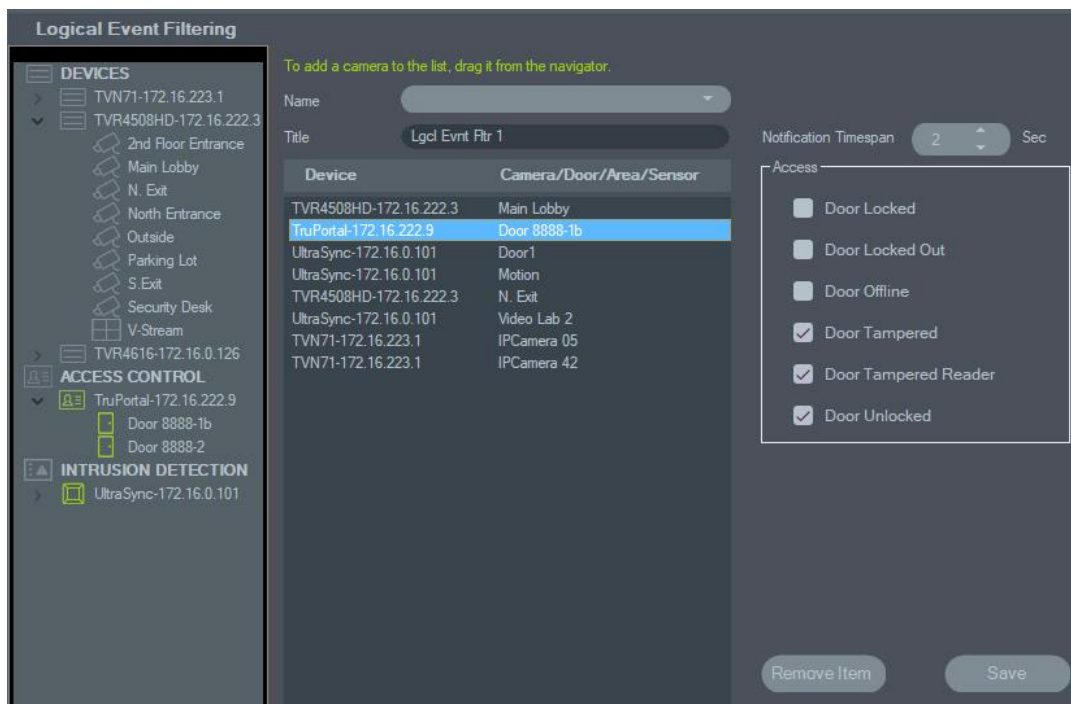 Logical Event Filtering
DEVICES
TVN71-172.16.223.1
TVR4508HD-172.16.222.3
2nd Floor Entrance
Main Lobby
N. Exit
North Entrance
Outside
Parking Lot
S.Exit
Security Desk
V-Stream
TVR4616-172.16.0.126
ACCESS CONTROL
TruPortal-172.16.222.9
Door 8888-1b
Door 8888-2
INTRUSION DETECTION
UltraSync-172.16.0.101
To add a camera to the list, drag it from the navigator.
Name
Title Lgcl Evnt Fltr 1
Device Camera/Door/Area/Sensor
TVR4508HD-172.16.222.3 Main Lobby
TruPortal-172.16.222.9 Door 8888-1b
UltraSync-172.16.0.101 Door1
UltraSync-172.16.0.101 Motion
TVR4508HD-172.16.222.3 N. Exit
UltraSync-172.16.0.101 Video Lab 2
TVN71-172.16.223.1 IPCamera 05
TVN71-172.16.223.1 IPCamera 42
Notification Timespan 2 Sec
Access
Door Locked
Door Locked Out
Door Offline
Door Tampered
Door Tampered Reader
Door Unlocked
Remove Item Save